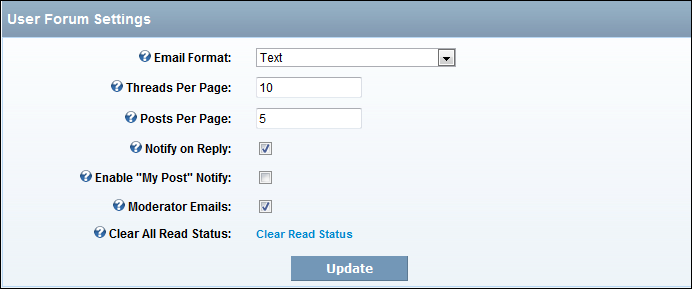 User Forum Settings
Email Format: Text
Threads Per Page: 10
Posts Per Page: 5
Notify on Reply:
Enable "My Post" Notify:
Moderator Emails:
Clear All Read Status: Clear Read Status
Update